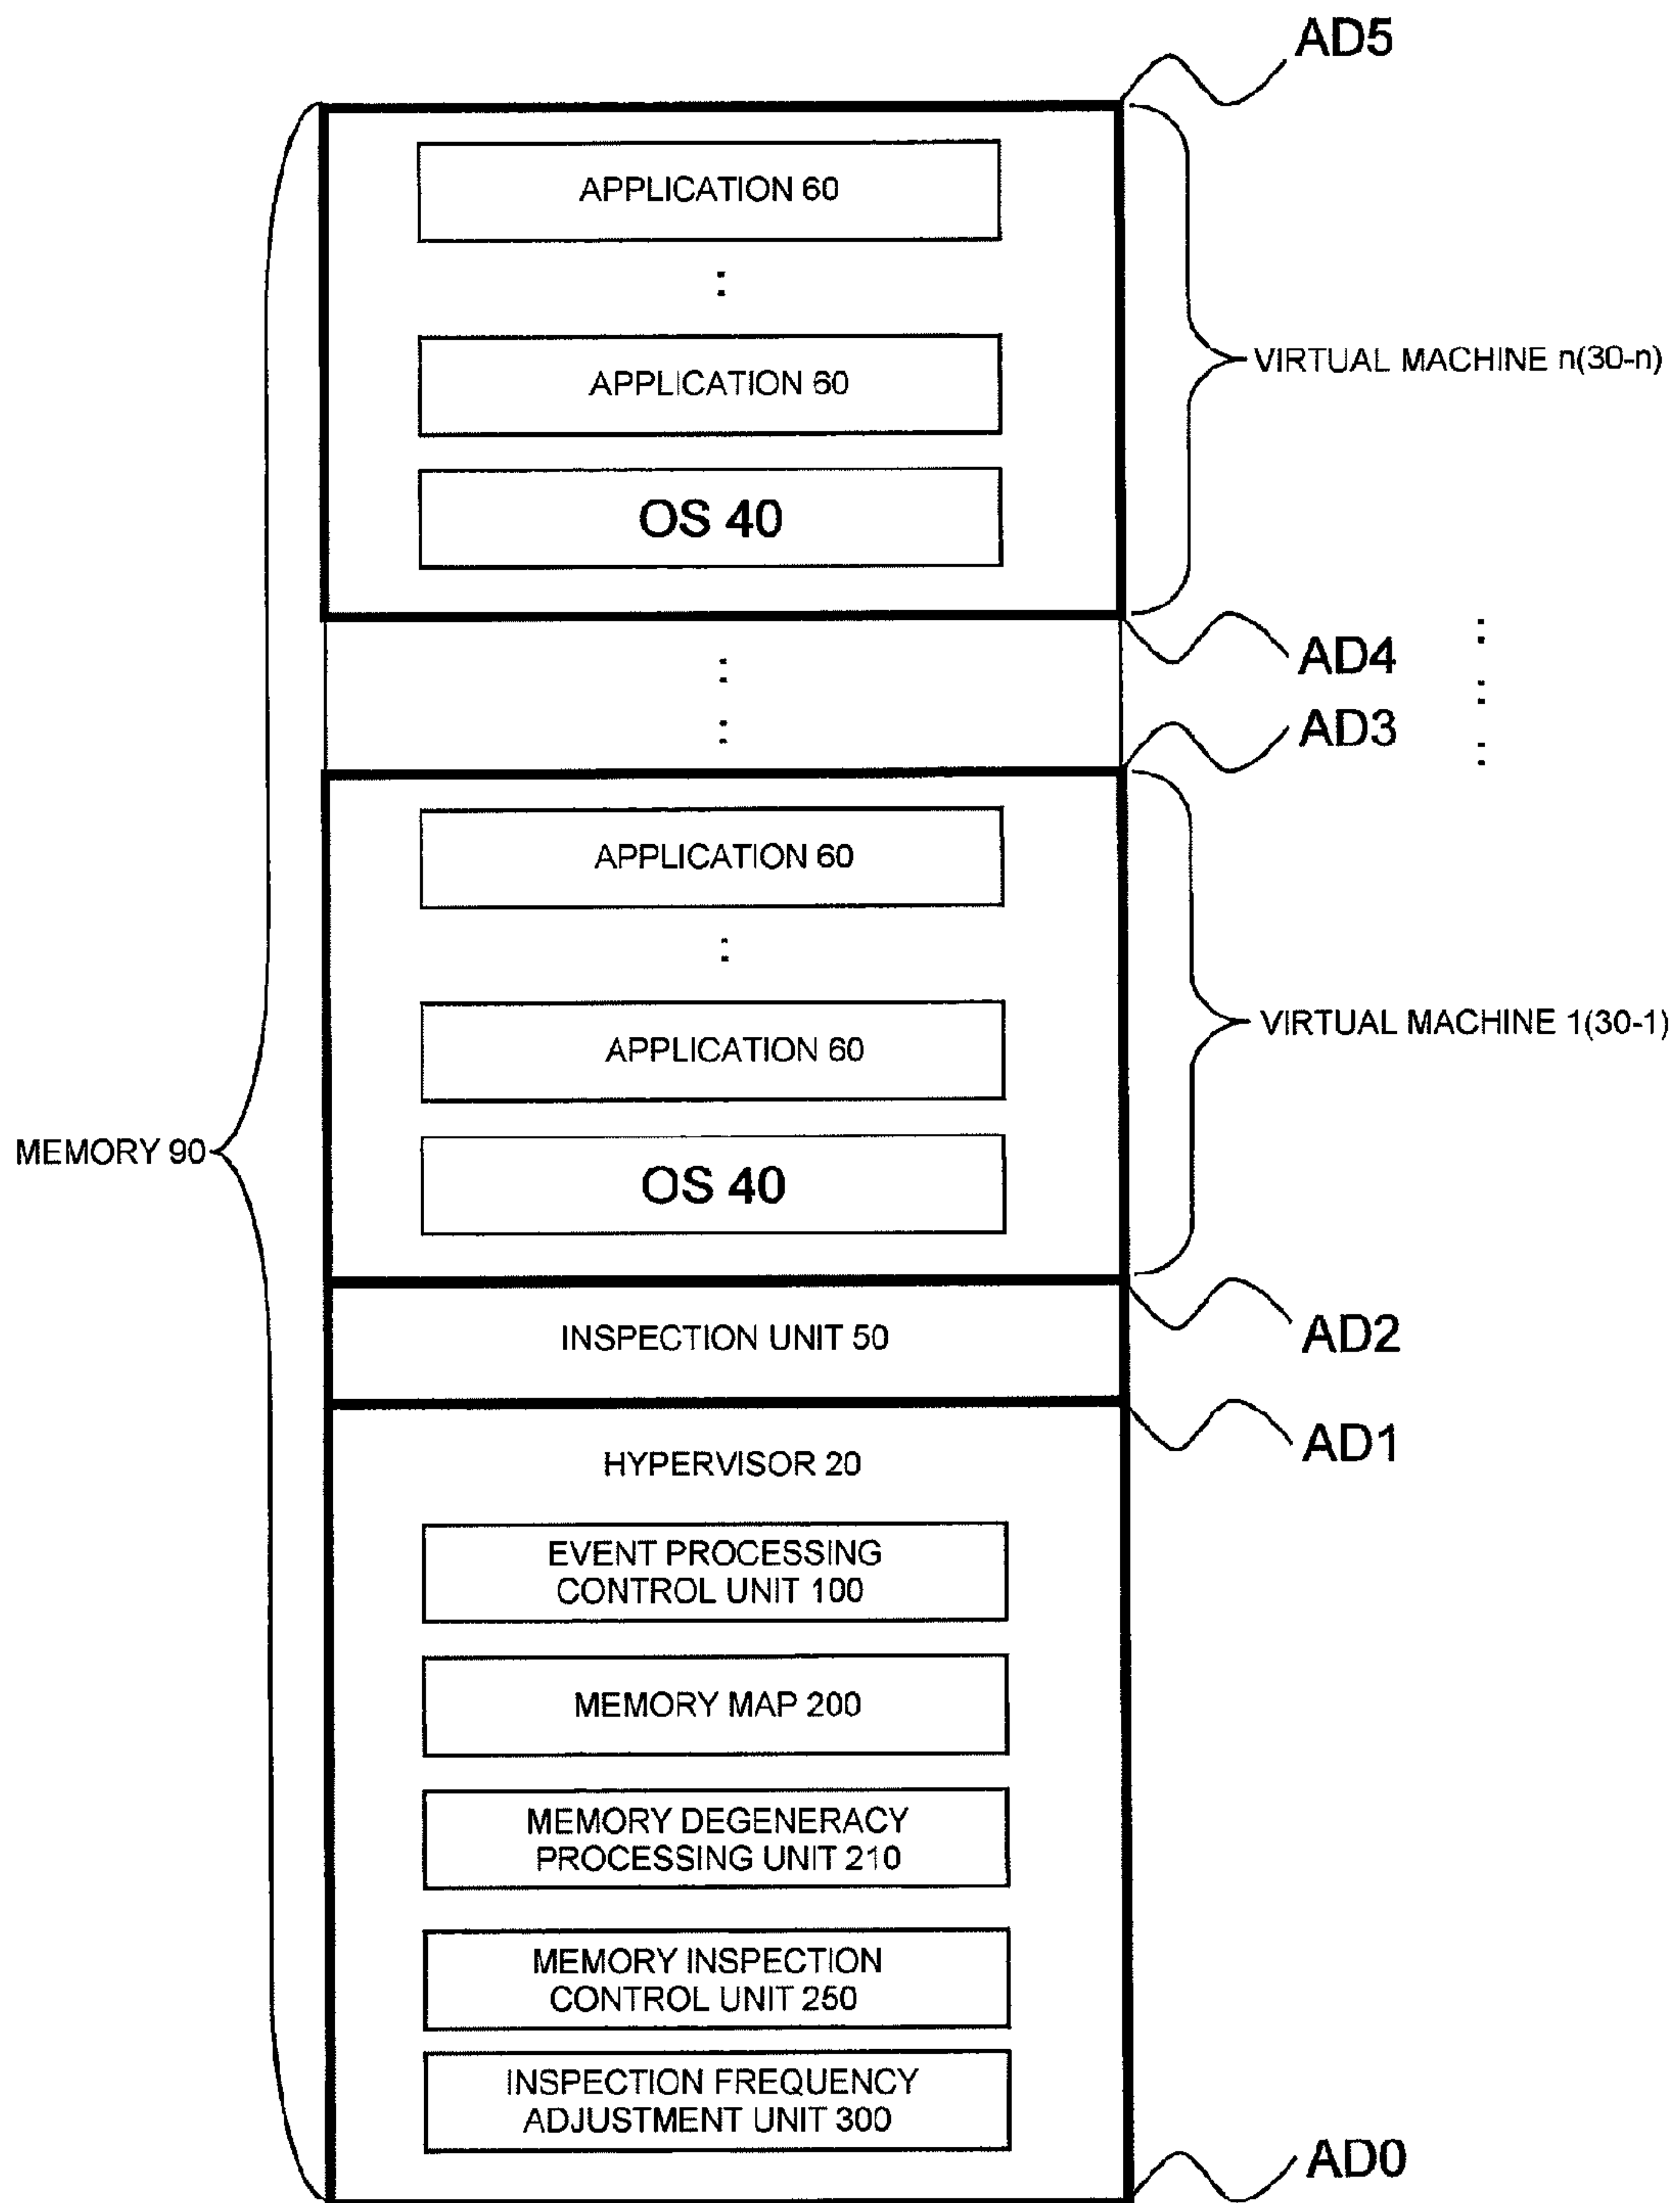 AD5
APPLICATION 60
:
APPLICATION 60
VIRTUAL MACHINE n(30-n)
OS 40
AD4
:
:
:
:
:
AD3
APPLICATION 60
:
APPLICATION 60
VIRTUAL MACHINE 1(30-1)
MEMORY 90
OS 40
INSPECTION UNIT 50
AD2
AD1
HYPERVISOR 20
EVENT PROCESSING
CONTROL UNIT 100
MEMORY MAP 200
MEMORY DEGENERACY
PROCESSING UNIT 210
MEMORY INSPECTION
CONTROL UNIT 250
INSPECTION FREQUENCY
ADJUSTMENT UNIT 300
AD0